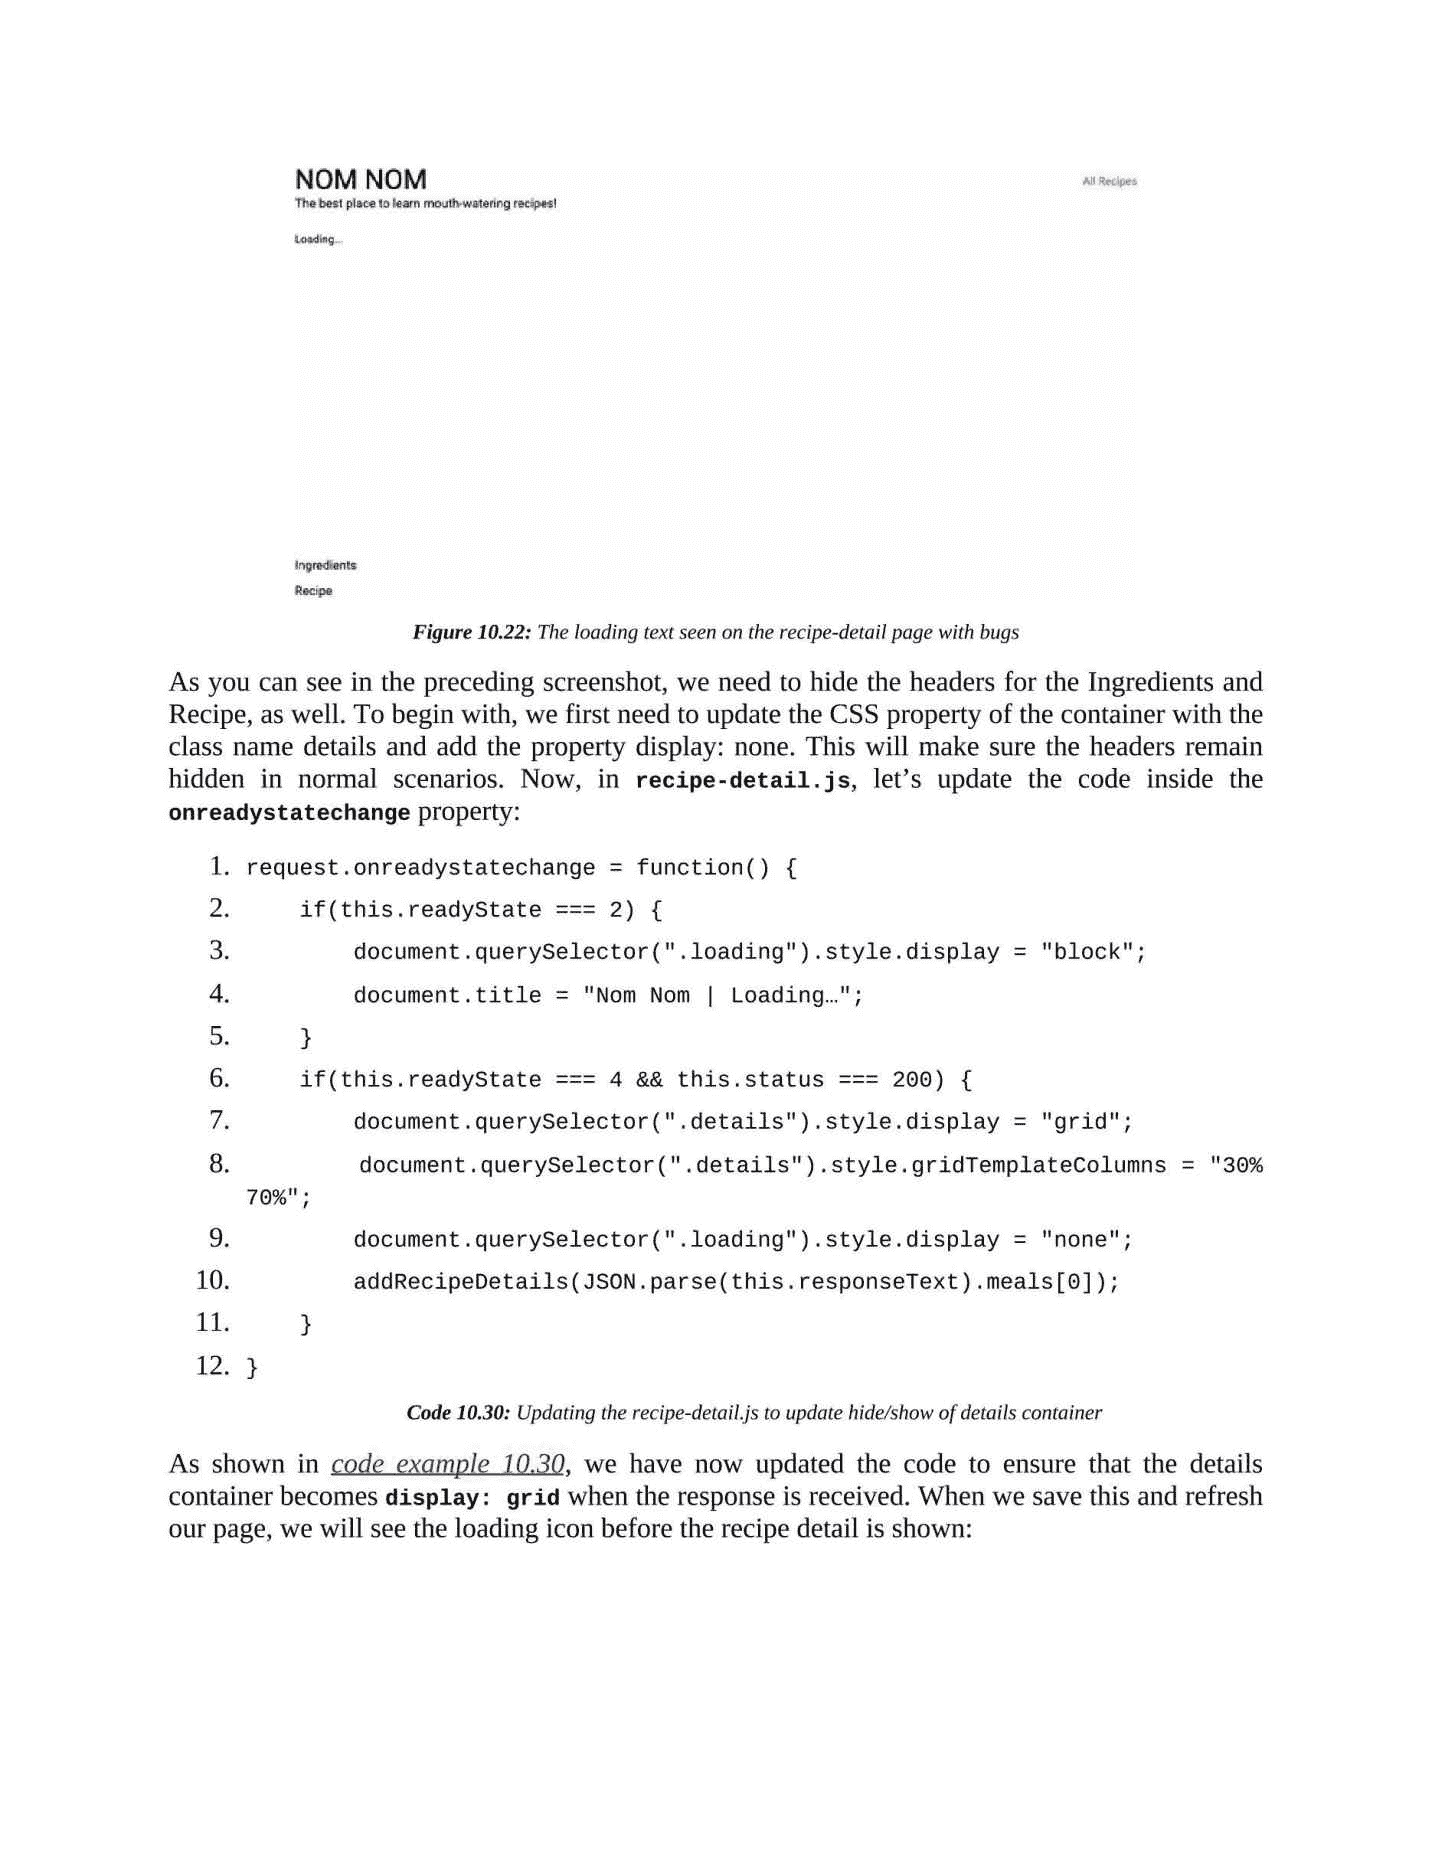 NOM NOM
All Recipes
The best place to learn mouth-watering recipes!
Loading...
Ingredients
Recipe
Figure 10.22: The loading text seen on the recipe-detail page with bugs
As you can see in the preceding screenshot, we need to hide the headers for the Ingredients and
Recipe, as well. To begin with, we first need to update the CSS property of the container with the
class name details and add the property display: none. This will make sure the headers remain
hidden in normal scenarios. Now, in recipe-detail.js, let’s update the code inside the
onreadystatechange property:
1. request.onreadystatechange = function() {
2.     if(this.readyState === 2) {
3.         document.querySelector(".loading").style.display = "block";
4.         document.title = "Nom Nom | Loading…";
5.     }
6.     if(this.readyState === 4 && this.status === 200) {
7.         document.querySelector(".details").style.display = "grid";
8.         document.querySelector(".details").style.gridTemplateColumns = "30%
70%";
9.         document.querySelector(".loading").style.display = "none";
10.         addRecipeDetails(JSON.parse(this.responseText).meals[0]);
11.     }
12. }
Code 10.30: Updating the recipe-detail.js to update hide/show of details container
As shown in code example 10.30, we have now updated the code to ensure that the details
container becomes display: grid when the response is received. When we save this and refresh
our page, we will see the loading icon before the recipe detail is shown: